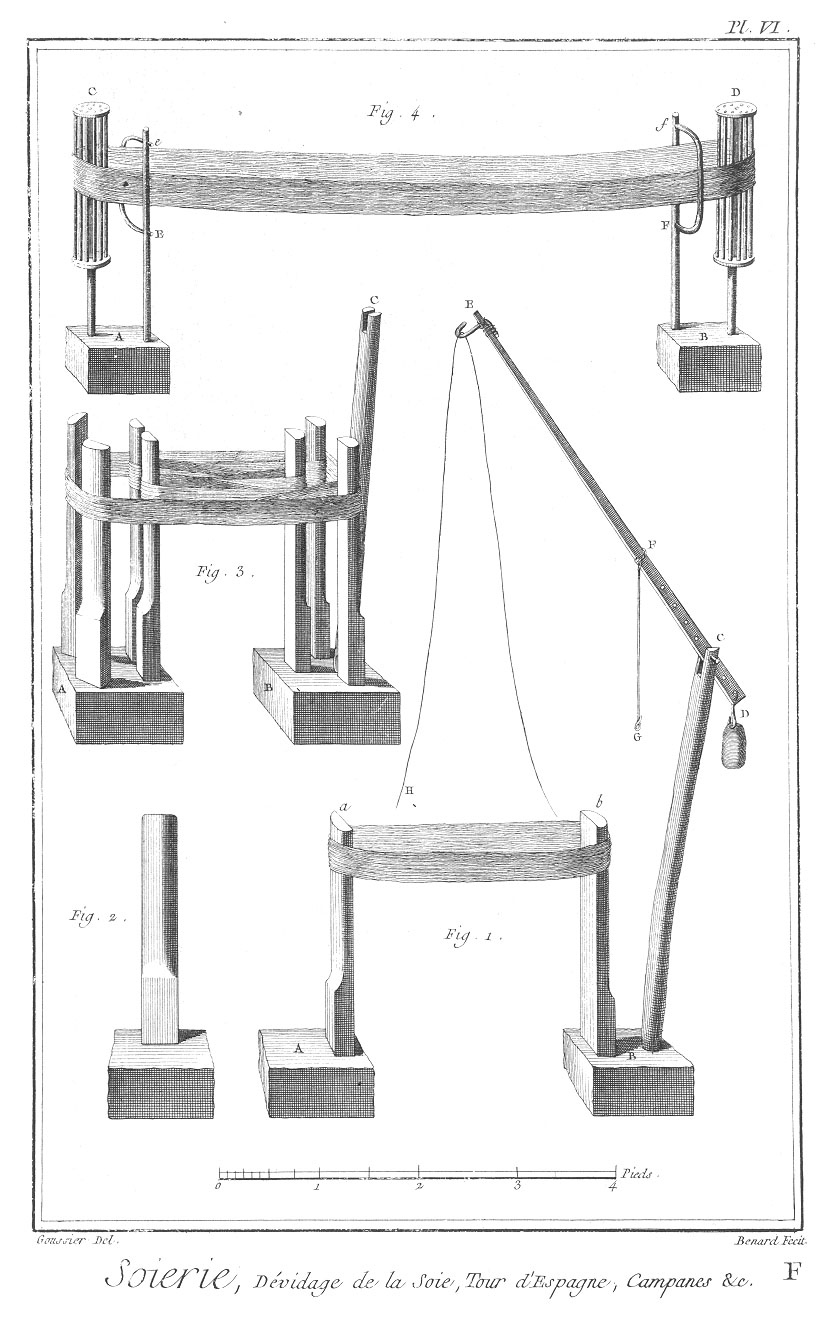 Pl. VI.
C
D
Fig. 4.
e
f
E
F
A
B
C
E
Fig. 3.
F
C
A
B
G
D
H
a
b
Fig. 2.
Fig. 1.
A
B
0 1 2 3 4 Pieds.
Goussier Del.
Benard Fecit.
Soierie, Dévidage de la Soie, Tour d'Espagne, Campanes &c.
F